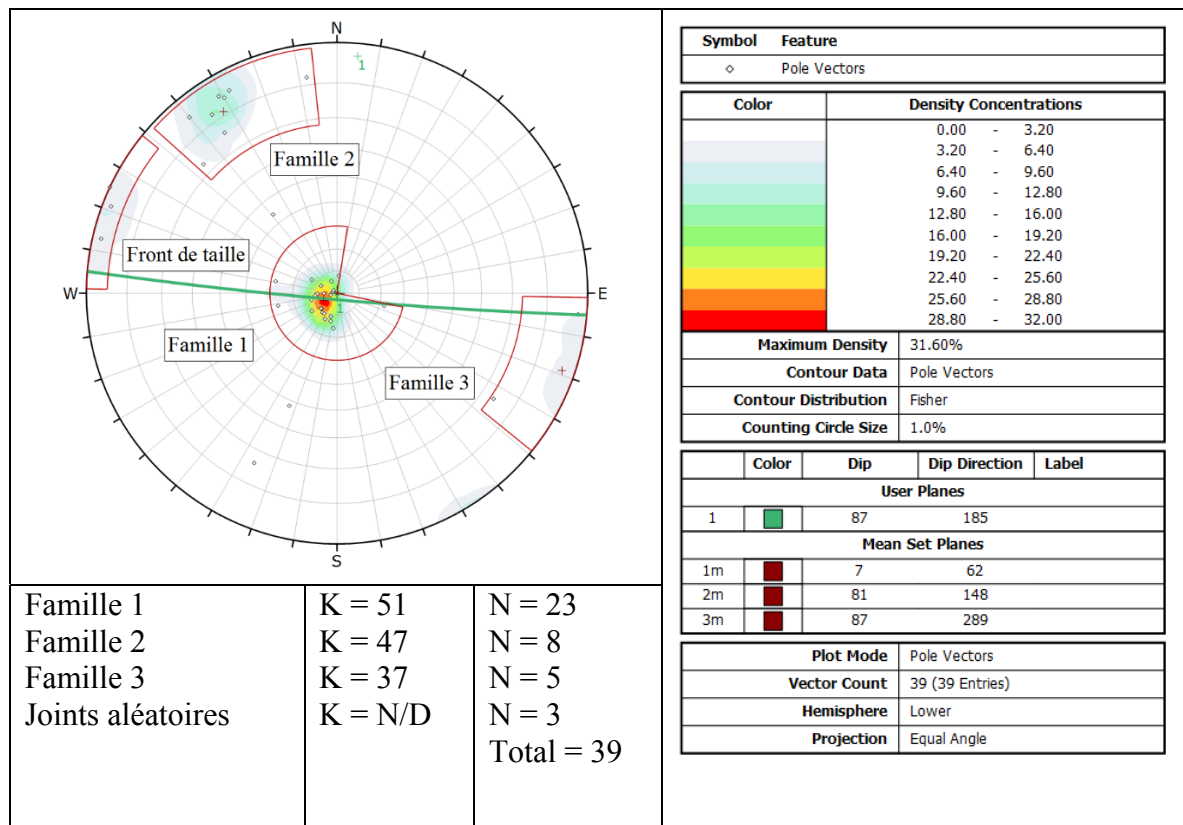 N
1
Famille 2
Front de taille
W
E
1
Famille 1
Famille 3
S
Famille 1 K = 51 N = 23
Famille 2 K = 47 N = 8
Famille 3 K = 37 N = 5
Joints aléatoires K = N/D N = 3
Total = 39
Symbol Feature
Pole Vectors
Color Density Concentrations
0.00 - 3.20
3.20 - 6.40
6.40 - 9.60
9.60 - 12.80
12.80 - 16.00
16.00 - 19.20
19.20 - 22.40
22.40 - 25.60
25.60 - 28.80
28.80 - 32.00
Maximum Density 31.60%
Contour Data Pole Vectors
Contour Distribution Fisher
Counting Circle Size 1.0%
Color Dip Dip Direction Label
User Planes
1 87 185
Mean Set Planes
1m 7 62
2m 81 148
3m 87 289
Plot Mode Pole Vectors
Vector Count 39 (39 Entries)
Hemisphere Lower
Projection Equal Angle